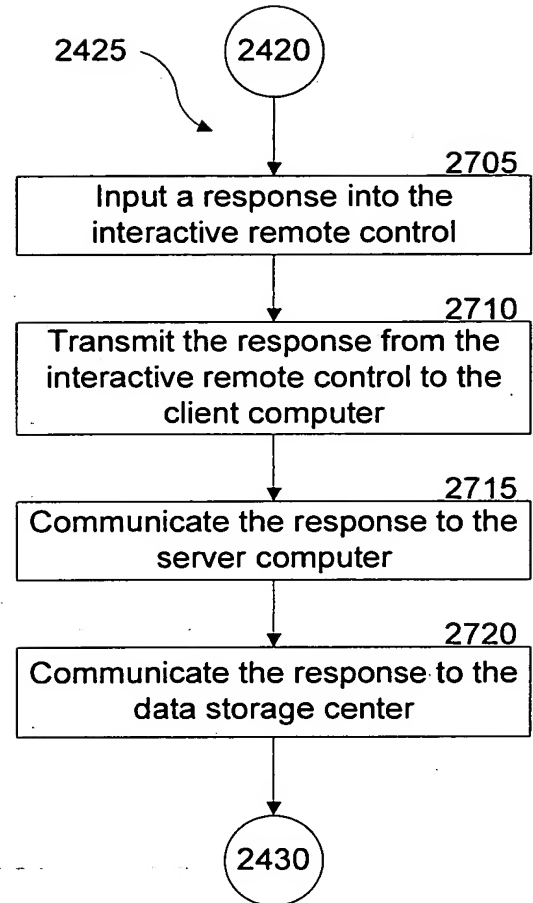 2425
2420
2705
Input a response into the
interactive remote control
2710
Transmit the response from the
interactive remote control to the
client computer
2715
Communicate the response to the
server computer
2720
Communicate the response to the
data storage center
2430